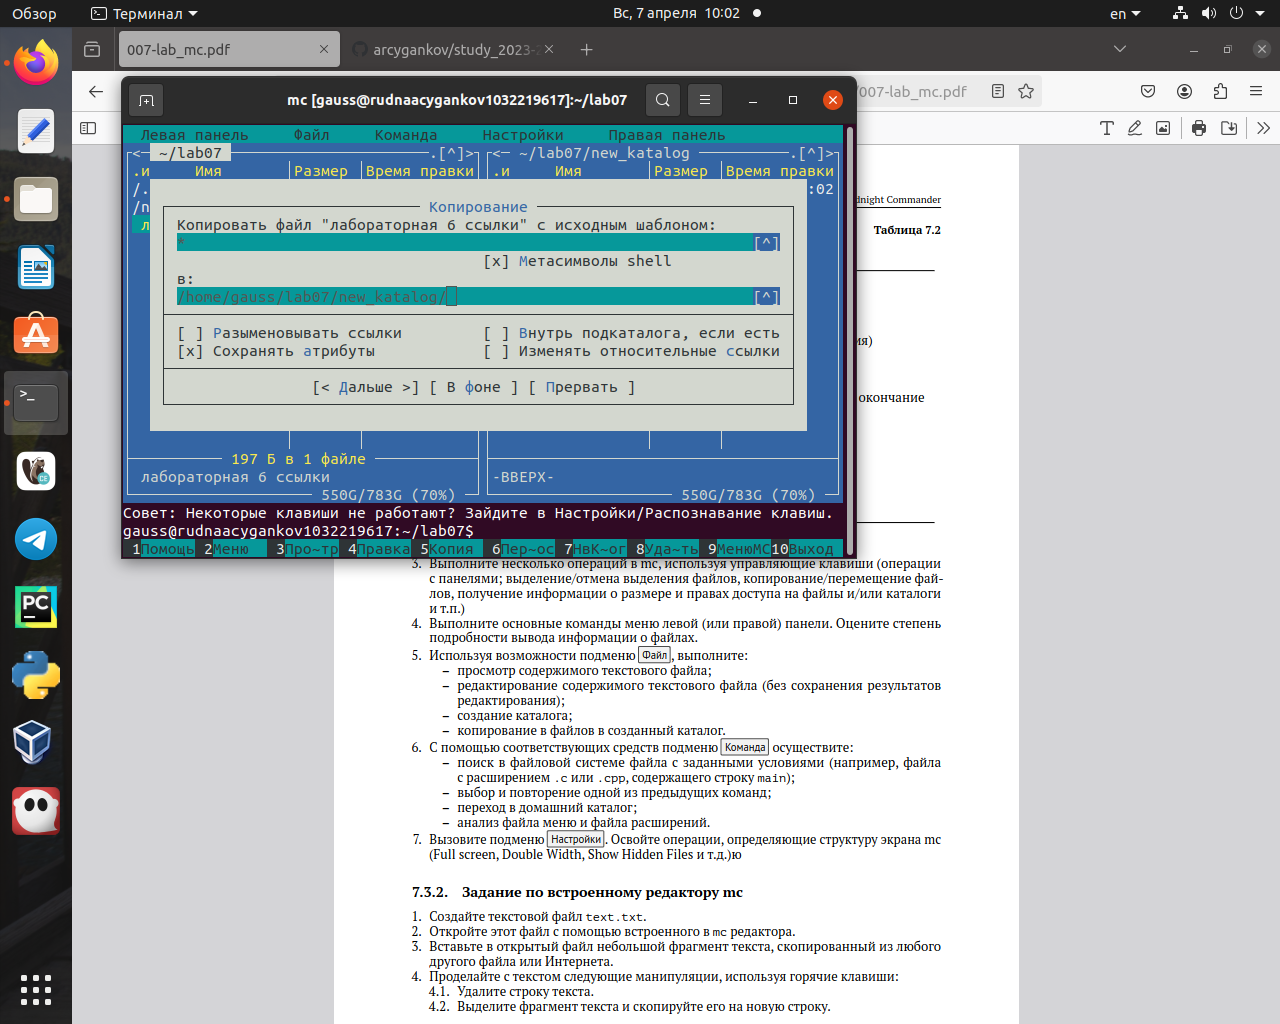 Обзор
Терминал
Вс, 7 апреля 10:02
en
007-lab_mc.pdf
arcygankov/study_2023-2
/007-lab_mc.pdf
mc [gauss@rudnaacygankov1032219617]:~/lab07
Левая панель Файл Команда Настройки Правая панель
<─ ~/lab07 .[^]>
<─ ~/lab07/new_katalog .[^]>
.и Имя Размер Время правки
.и Имя Размер Время правки
/.
:02
/n
л
Копирование
Копировать файл "лабораторная 6 ссылки" с исходным шаблоном:
* [^]
[x] Метасимволы shell
в:
/home/gauss/lab07/new_katalog/ [^]
[ ] Разыменовывать ссылки [ ] Внутрь подкаталога, если есть
[x] Сохранять атрибуты [ ] Изменять относительные ссылки
[< Дальше >] [ В фоне ] [ Прервать ]
197 Б в 1 файле
лабораторная 6 ссылки
-ВВЕРХ-
550G/783G (70%)
550G/783G (70%)
Совет: Некоторые клавиши не работают? Зайдите в Настройки/Распознавание клавиш.
gauss@rudnaacygankov1032219617:~/lab07$
1Помощь 2Меню 3Про~тр 4Правка 5Копия 6Пер~ос 7НвК~ог 8Уда~ть 9МенюМС 10Выход
dnight Commander
Таблица 7.2
ия)
окончание
3. Выполните несколько операций в mc, используя управляющие клавиши (операции
с панелями; выделение/отмена выделения файлов, копирование/перемещение фай-
лов, получение информации о размере и правах доступа на файлы и/или каталоги
и т.п.)
4. Выполните основные команды меню левой (или правой) панели. Оцените степень
подробности вывода информации о файлах.
5. Используя возможности подменю Файл, выполните:
– просмотр содержимого текстового файла;
– редактирование содержимого текстового файла (без сохранения результатов
редактирования);
– создание каталога;
– копирование в файлов в созданный каталог.
6. С помощью соответствующих средств подменю Команда осуществите:
– поиск в файловой системе файла с заданными условиями (например, файла
с расширением .c или .cpp, содержащего строку main);
– выбор и повторение одной из предыдущих команд;
– переход в домашний каталог;
– анализ файла меню и файла расширений.
7. Вызовите подменю Настройки. Освойте операции, определяющие структуру экрана mc
(Full screen, Double Width, Show Hidden Files и т.д.)ю
7.3.2. Задание по встроенному редактору mc
1. Создайте текстовой файл text.txt.
2. Откройте этот файл с помощью встроенного в mc редактора.
3. Вставьте в открытый файл небольшой фрагмент текста, скопированный из любого
другого файла или Интернета.
4. Проделайте с текстом следующие манипуляции, используя горячие клавиши:
4.1. Удалите строку текста.
4.2. Выделите фрагмент текста и скопируйте его на новую строку.